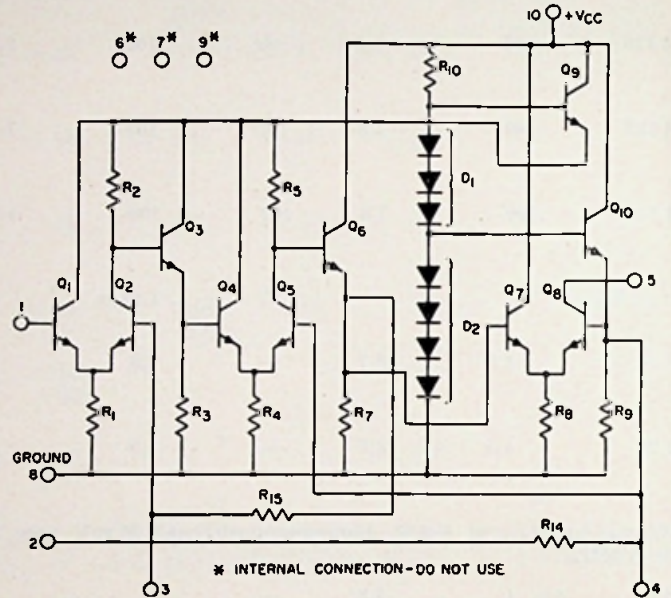 10 +VCC
6* 7* 9*
R10
Q9
R2
R5
D1
Q3
Q6
Q10
Q1
Q2
Q4
Q5
5
1
D2
Q7
Q8
R1
R3
R4
R7
R8
R9
GROUND
8
R15
R14
2
* INTERNAL CONNECTION-DO NOT USE
3
4